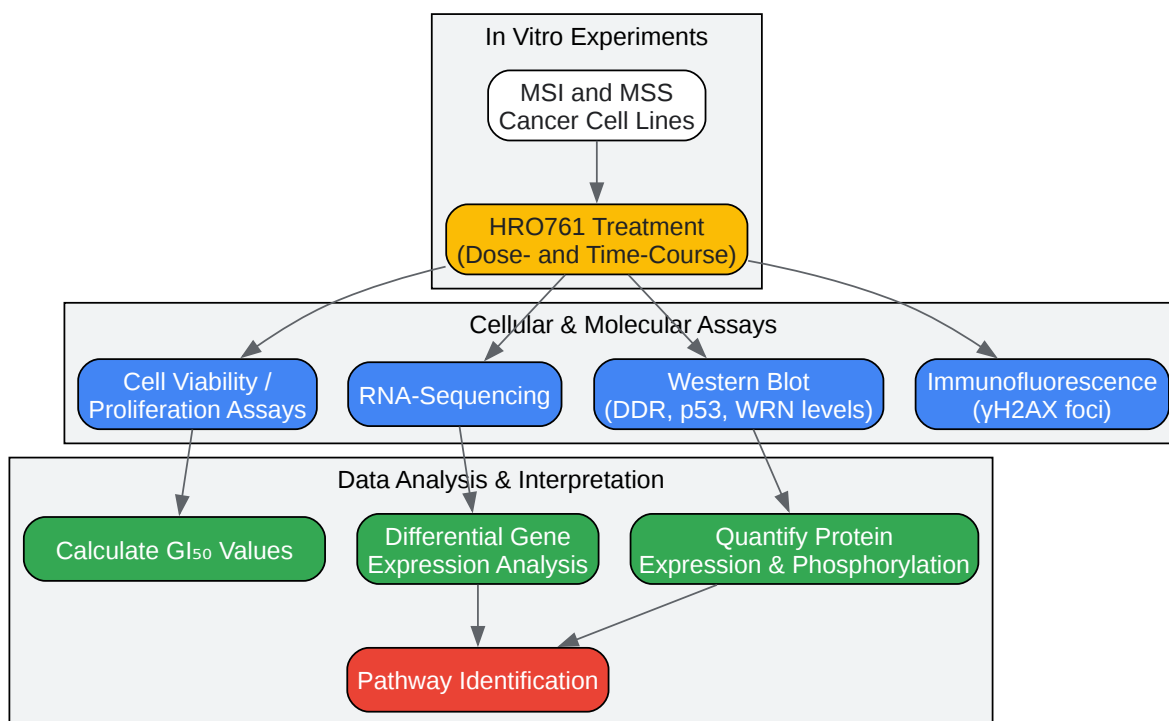 In Vitro Experiments
MSI and MSS
Cancer Cell Lines
HRO761 Treatment
(Dose- and Time-Course)
Cellular & Molecular Assays
Cell Viability /
Proliferation Assays
RNA-Sequencing
Western Blot
(DDR, p53, WRN levels)
Immunofluorescence
(γH2AX foci)
Data Analysis & Interpretation
Calculate GI₅₀ Values
Differential Gene
Expression Analysis
Quantify Protein
Expression & Phosphorylation
Pathway Identification